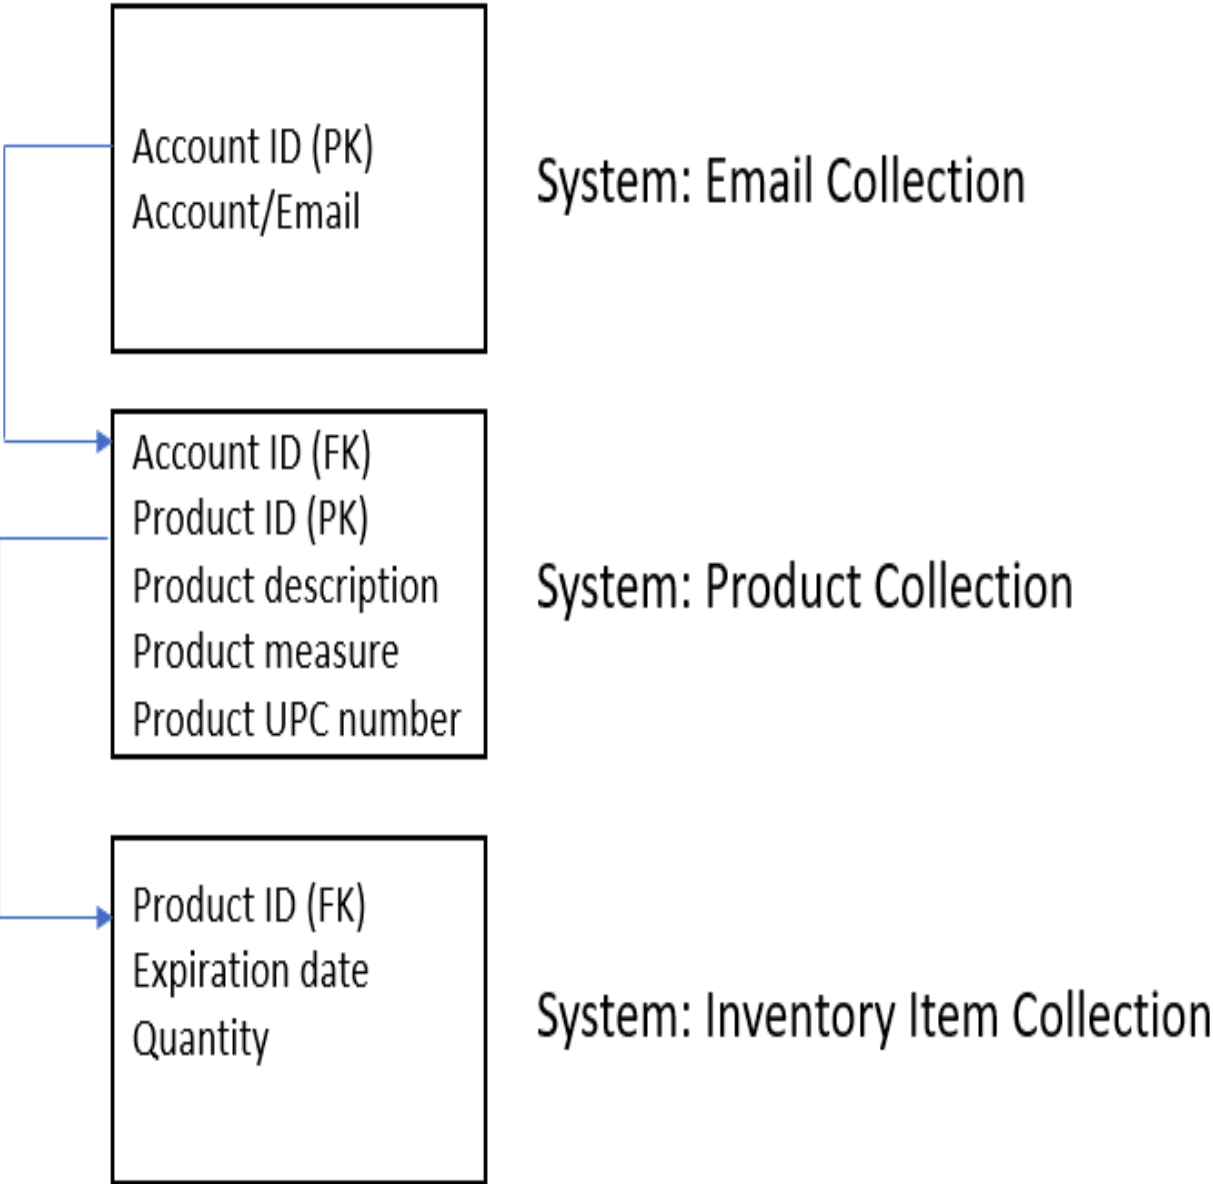 Account ID (PK)
Account/Email
System: Email Collection
Account ID (FK)
Product ID (PK)
Product description
Product measure
Product UPC number
System: Product Collection
Product ID (FK)
Expiration date
Quantity
System: Inventory Item Collection